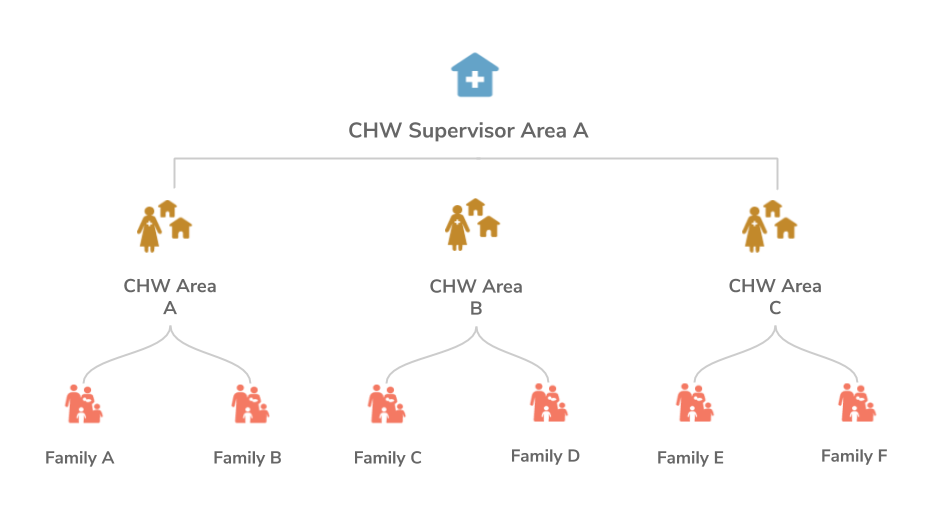 CHW Supervisor Area A
CHW Area
A
CHW Area
B
CHW Area
C
Family A
Family B
Family C
Family D
Family E
Family F